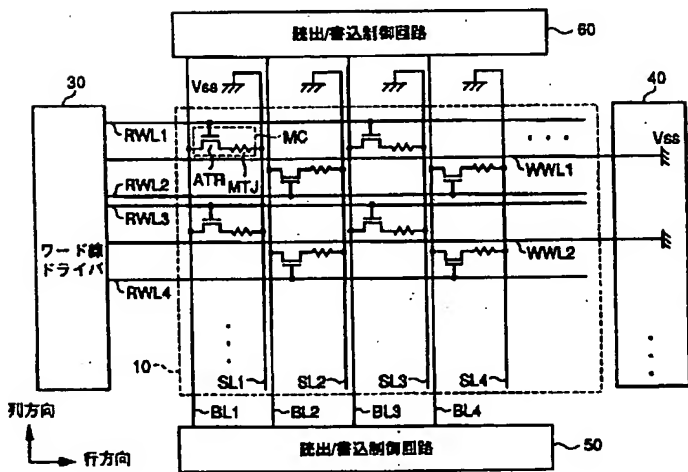 読出/書込制御回路
60
30
40
Vss
RWL1
MC
Vss
ATR
MTJ
WWL1
RWL2
RWL3
ワード線
ドライバ
WWL2
RWL4
10
SL1
SL2
SL3
SL4
列方向
BL1
BL2
BL3
BL4
行方向
読出/書込制御回路
50